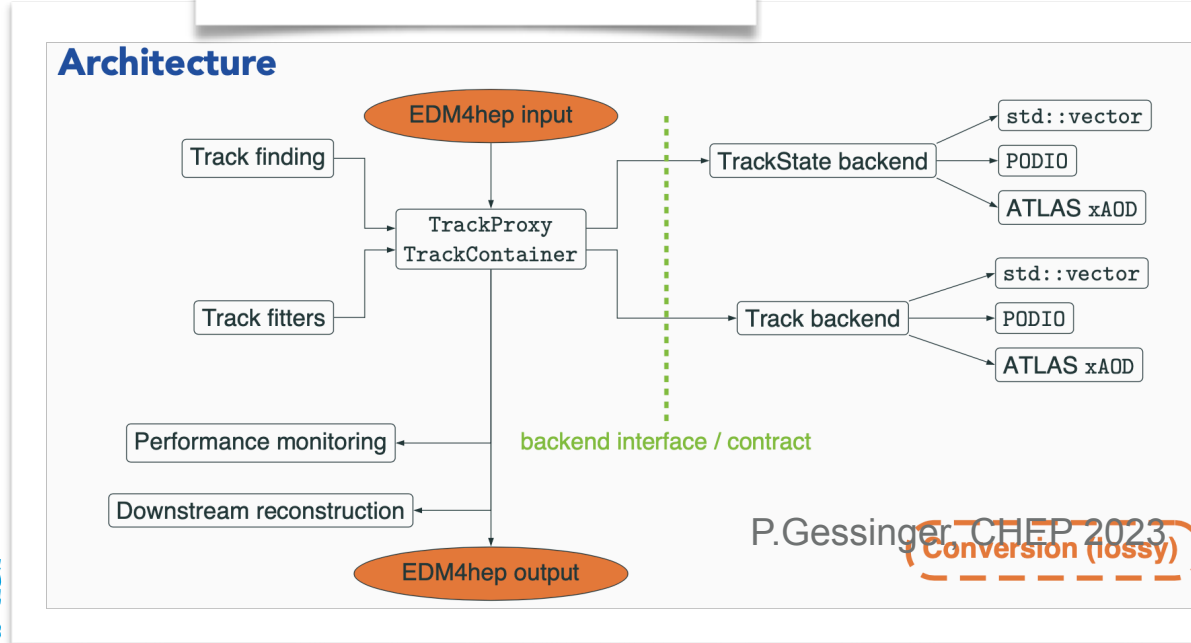 Architecture
EDM4hep input
Track finding
TrackProxy
TrackContainer
Track fitters
TrackState backend
std::vector
PODIO
ATLAS xAOD
Track backend
std::vector
PODIO
ATLAS xAOD
backend interface / contract
Performance monitoring
Downstream reconstruction
EDM4hep output
P.Gessinger, CHEP 2023
Conversion (lossy)